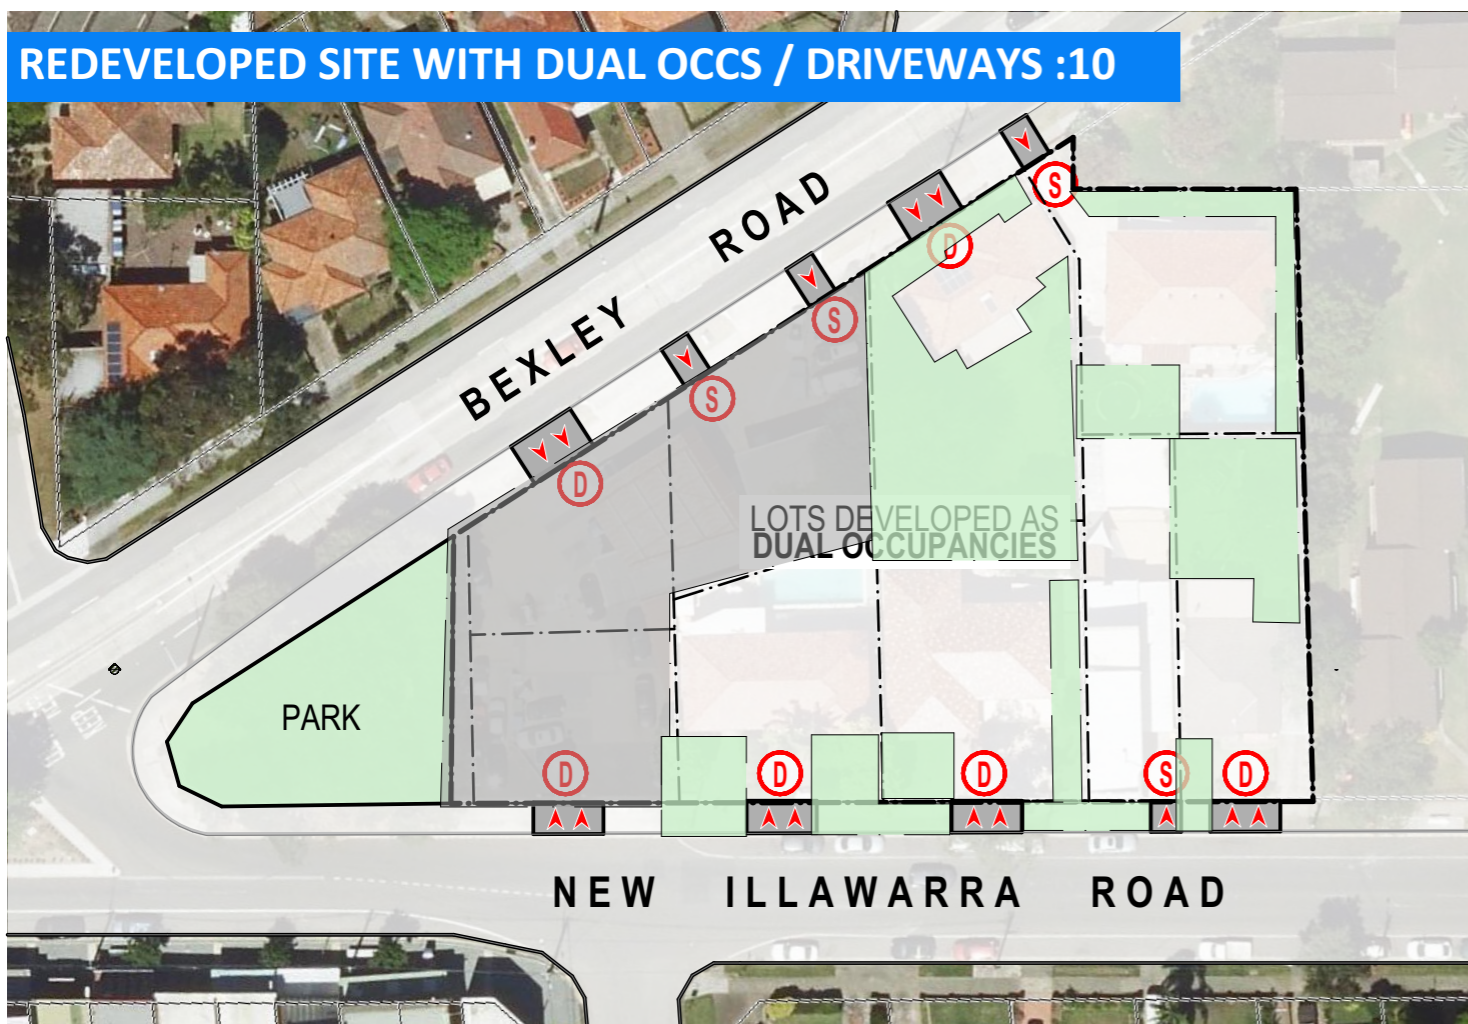 REDEVELOPED SITE WITH DUAL OCCS / DRIVEWAYS :10
BEXLEY ROAD
S
D
S
S
D
LOTS DEVELOPED AS
DUAL OCCUPANCIES
PARK
D
D
D
S
D
NEW ILLAWARRA ROAD